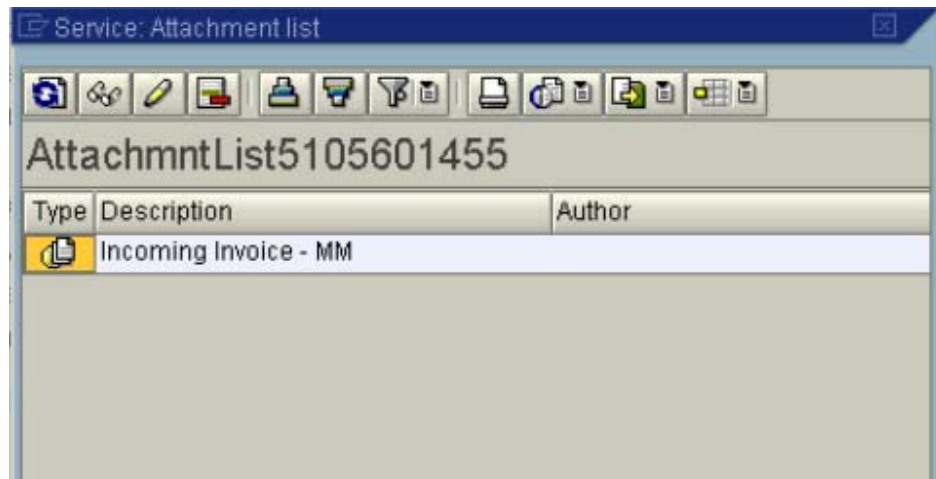 Service: Attachment list
AttachmntList5105601455
Type Description Author
Incoming Invoice - MM